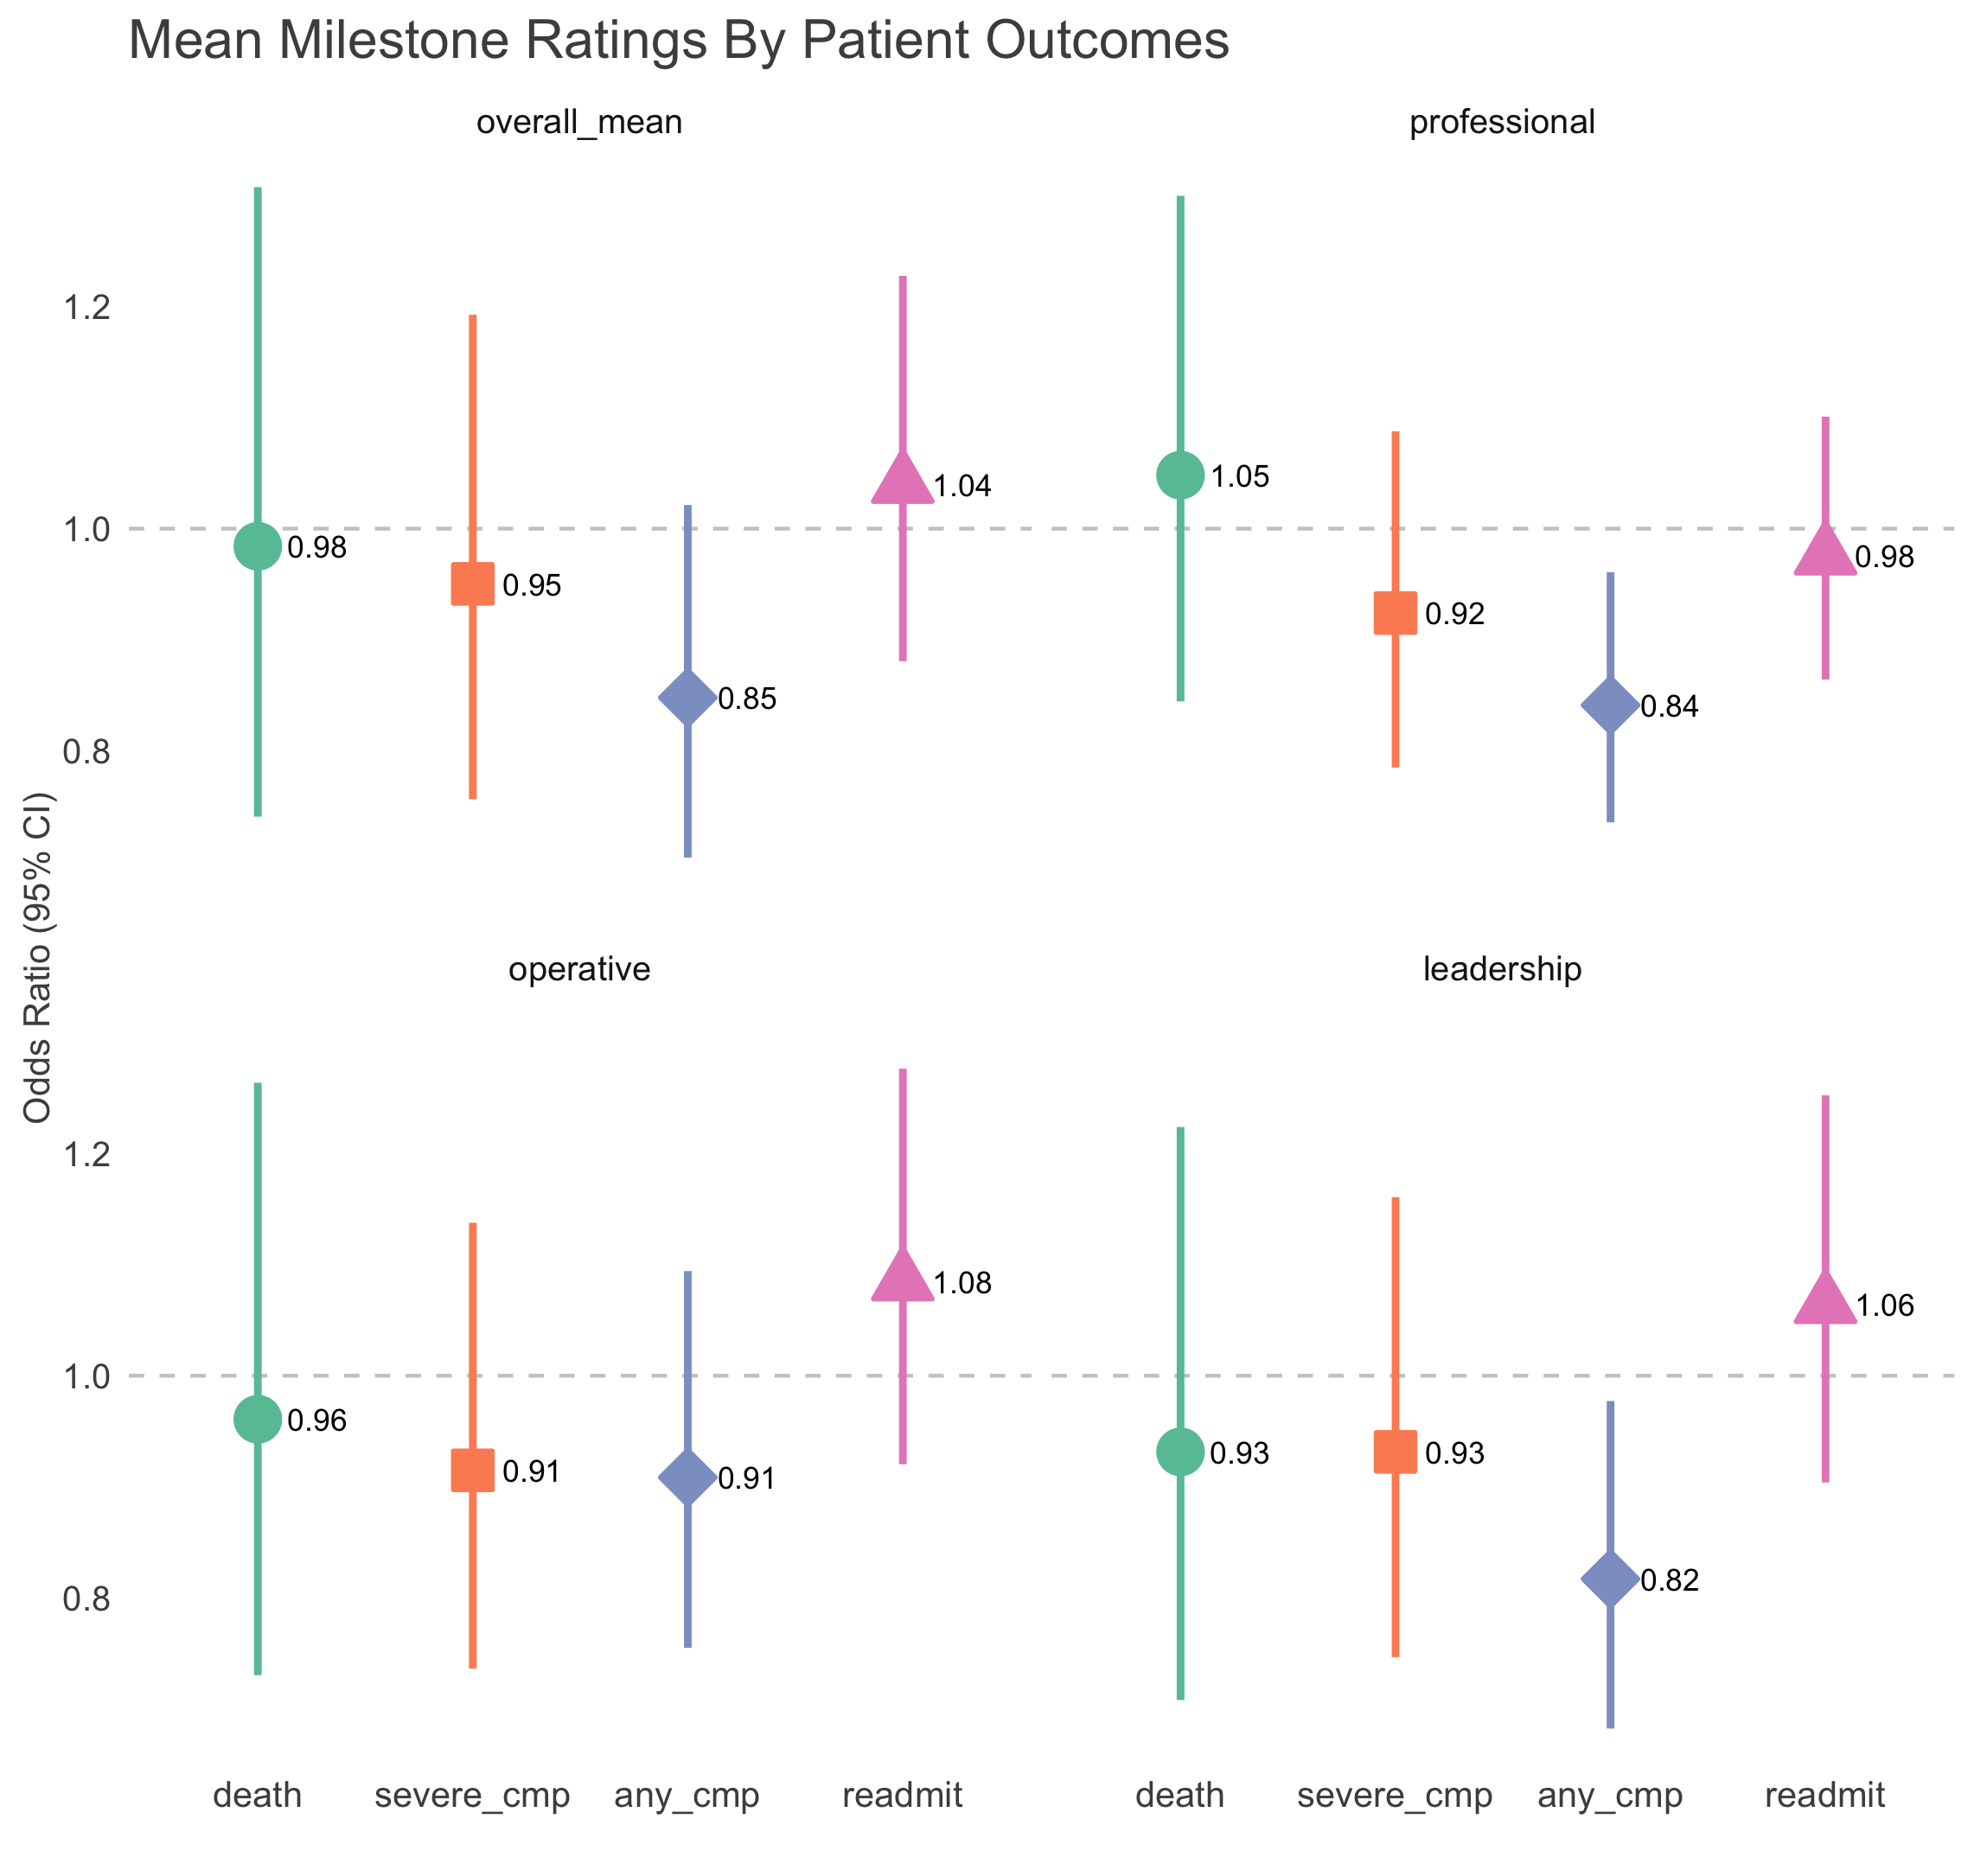 Mean Milestone Ratings By Patient Outcomes
overall_mean
professional
Odds Ratio (95% CI)
1.2
1.0
0.8
0.98
0.95
0.85
1.04
1.05
0.92
0.84
0.98
operative
leadership
1.2
1.0
0.8
0.96
0.91
0.91
1.08
0.93
0.93
0.82
1.06
death severe_cmp any_cmp readmit
death severe_cmp any_cmp readmit